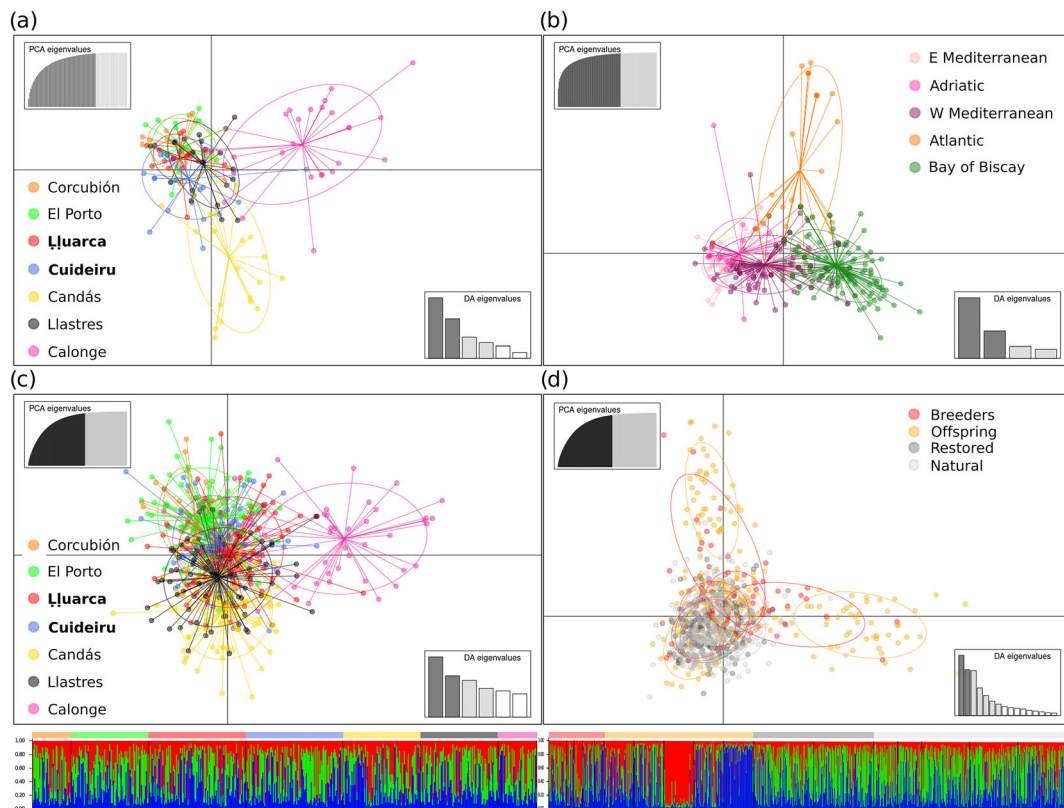 (a)
PCA eigenvalues
Corcubión
El Porto
Ḷḷuarca
Cuideiru
Candás
Llastres
Calonge
DA eigenvalues
(b)
PCA eigenvalues
E Mediterranean
Adriatic
W Mediterranean
Atlantic
Bay of Biscay
DA eigenvalues
(c)
PCA eigenvalues
Corcubión
El Porto
Ḷḷuarca
Cuideiru
Candás
Llastres
Calonge
DA eigenvalues
1.00
0.80
0.60
0.40
0.20
0.00
(d)
PCA eigenvalues
Breeders
Offspring
Restored
Natural
DA eigenvalues